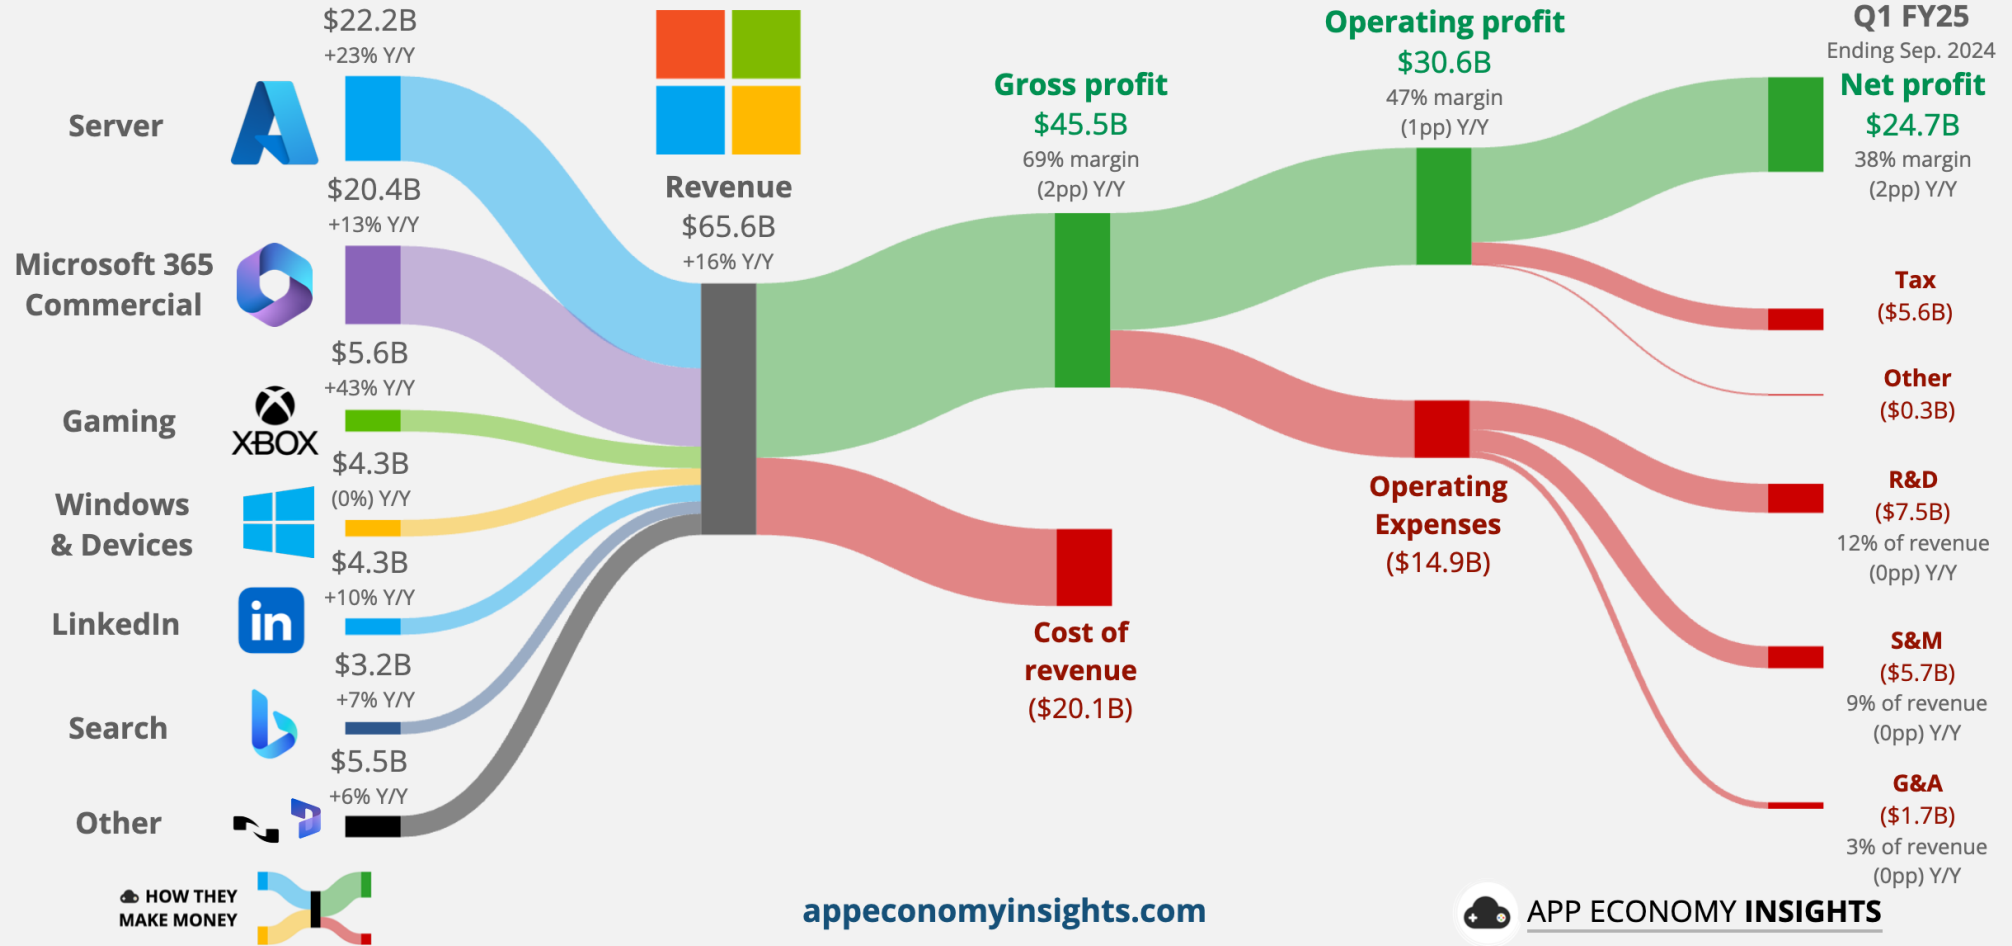 $22.2B
+23% Y/Y
Server
$20.4B
+13% Y/Y
Microsoft 365
Commercial
$5.6B
+43% Y/Y
Gaming
XBOX
$4.3B
(0%) Y/Y
Windows
& Devices
$4.3B
+10% Y/Y
LinkedIn
in
$3.2B
+7% Y/Y
Search
$5.5B
+6% Y/Y
Other
Revenue
$65.6B
+16% Y/Y
Gross profit
$45.5B
69% margin
(2pp) Y/Y
Cost of
revenue
($20.1B)
Operating profit
$30.6B
47% margin
(1pp) Y/Y
Operating
Expenses
($14.9B)
Q1 FY25
Ending Sep. 2024
Net profit
$24.7B
38% margin
(2pp) Y/Y
Tax
($5.6B)
Other
($0.3B)
R&D
($7.5B)
12% of revenue
(0pp) Y/Y
S&M
($5.7B)
9% of revenue
(0pp) Y/Y
G&A
($1.7B)
3% of revenue
(0pp) Y/Y
HOW THEY
MAKE MONEY
appeconomyinsights.com
APP ECONOMY INSIGHTS